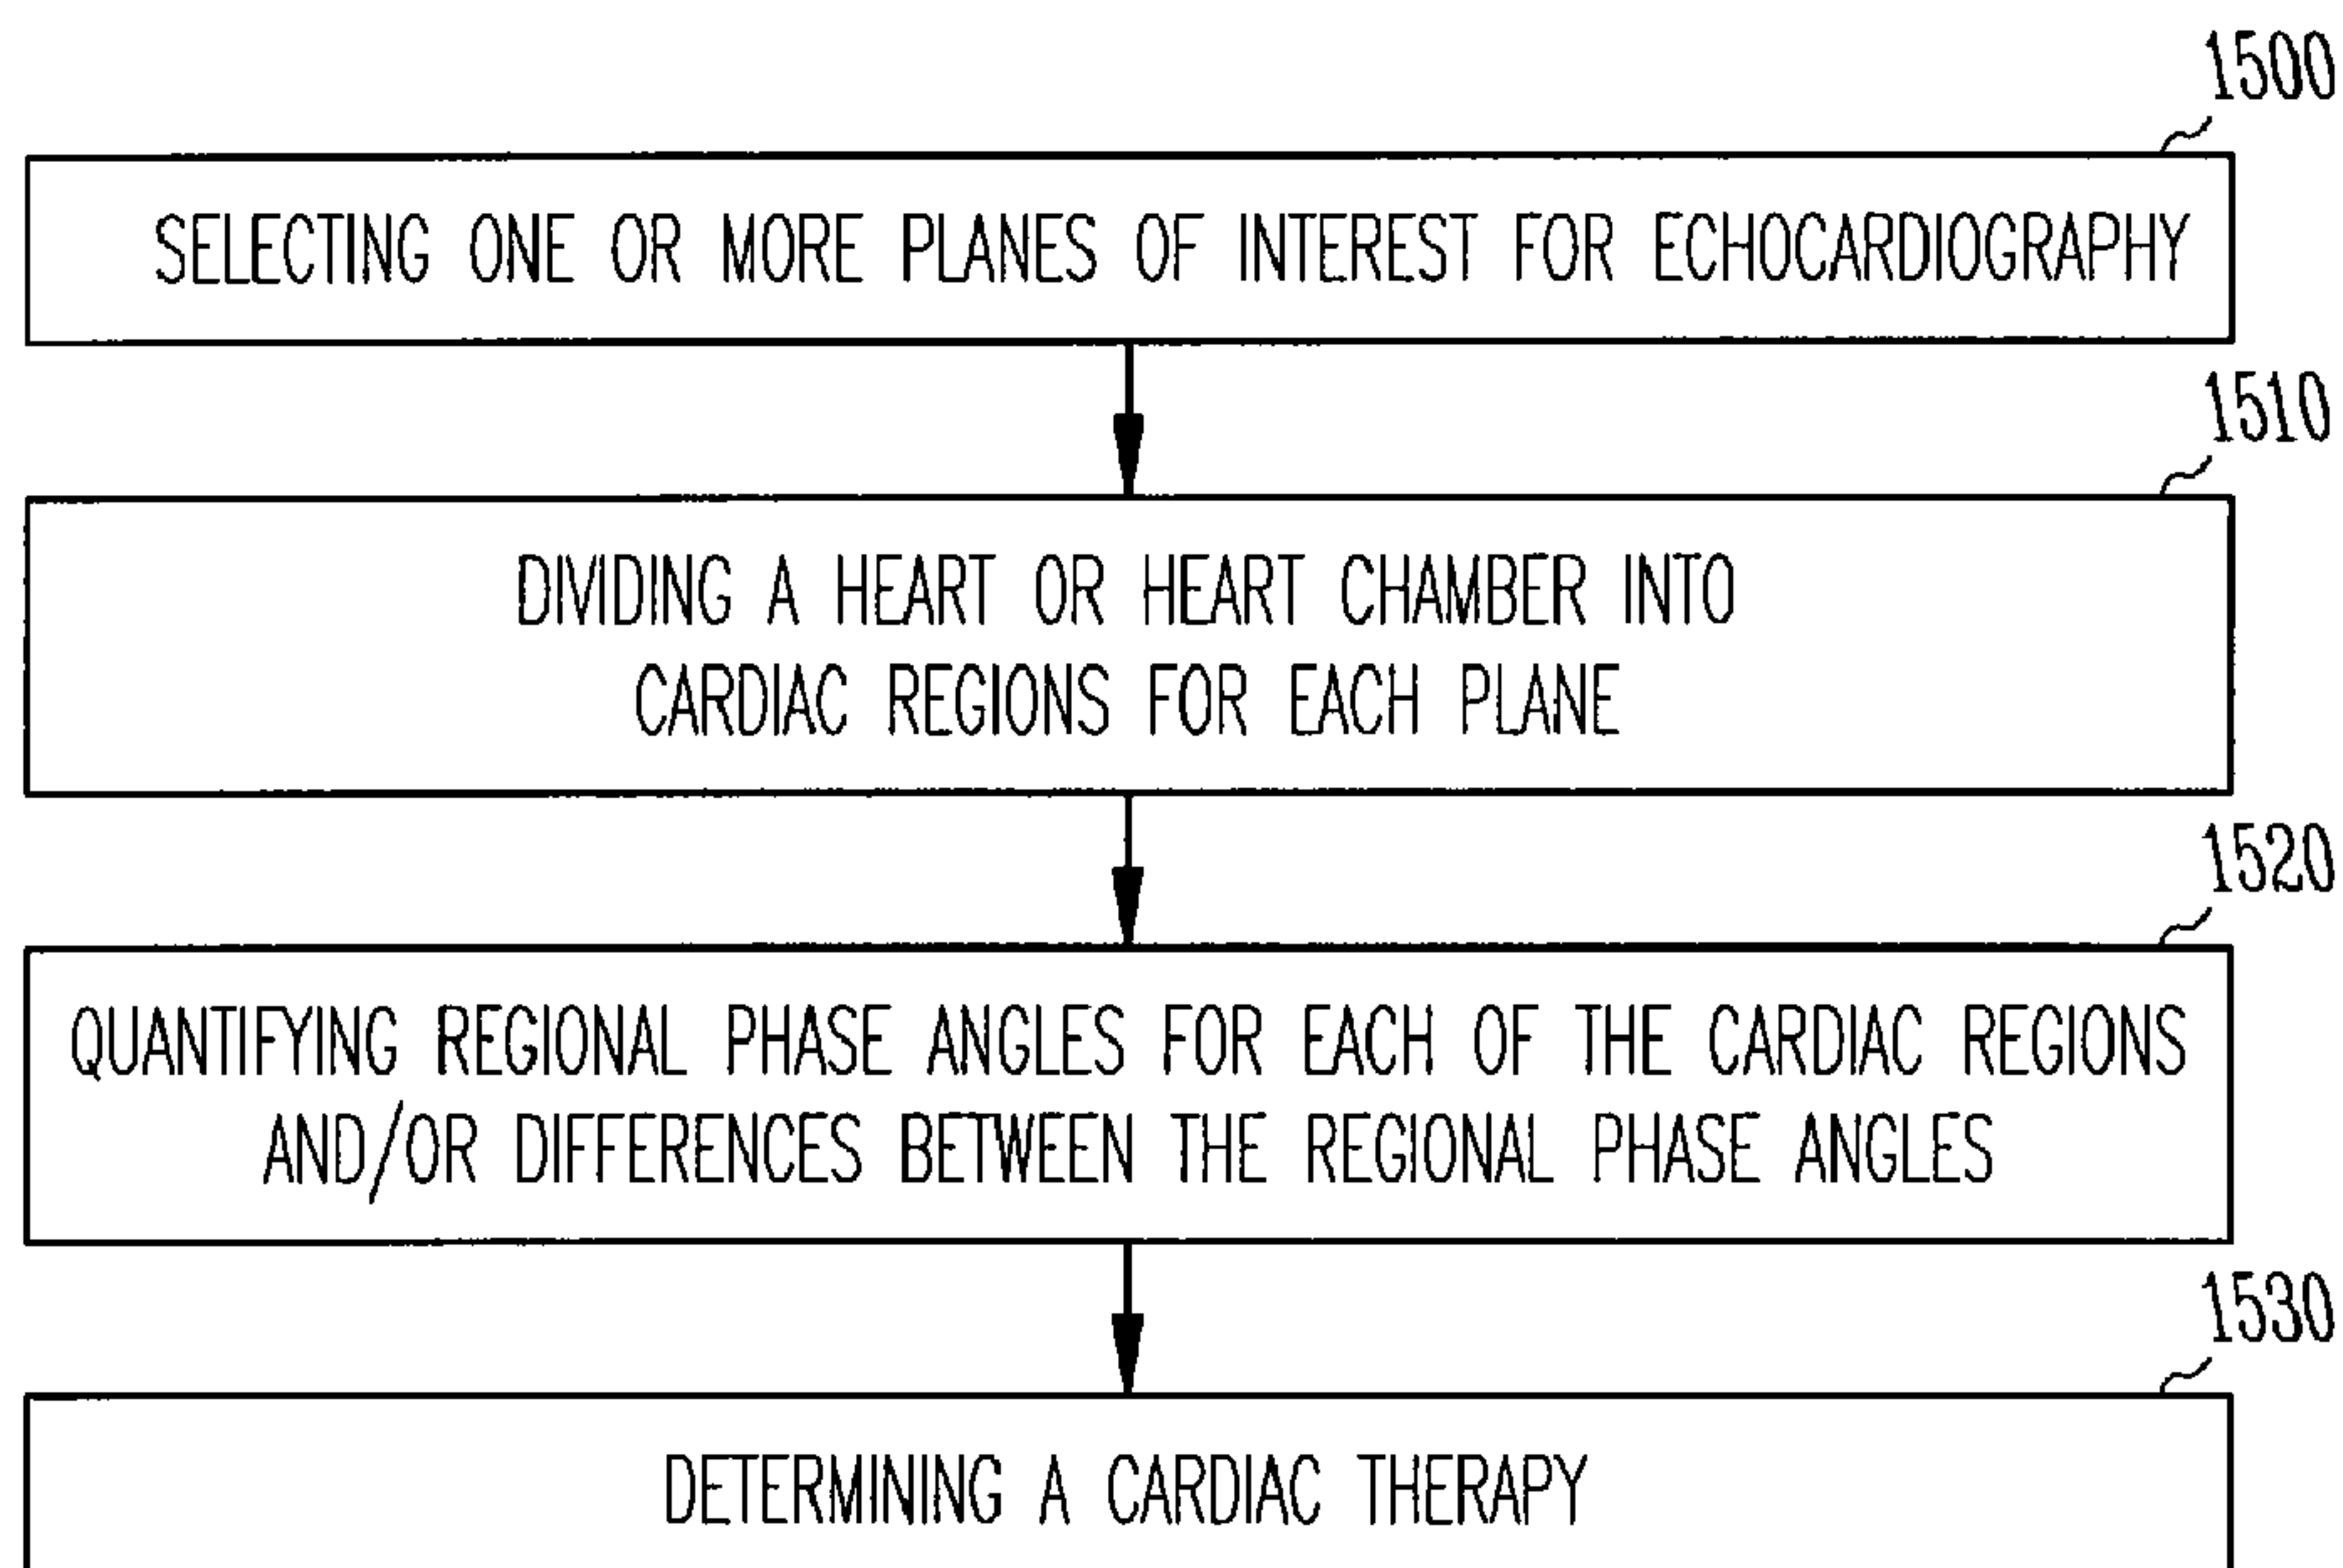 1500
SELECTING ONE OR MORE PLANES OF INTEREST FOR ECHOCARDIOGRAPHY
1510
DIVIDING A HEART OR HEART CHAMBER INTO
CARDIAC REGIONS FOR EACH PLANE
1520
QUANTIFYING REGIONAL PHASE ANGLES FOR EACH OF THE CARDIAC REGIONS
AND/OR DIFFERENCES BETWEEN THE REGIONAL PHASE ANGLES
1530
DETERMINING A CARDIAC THERAPY